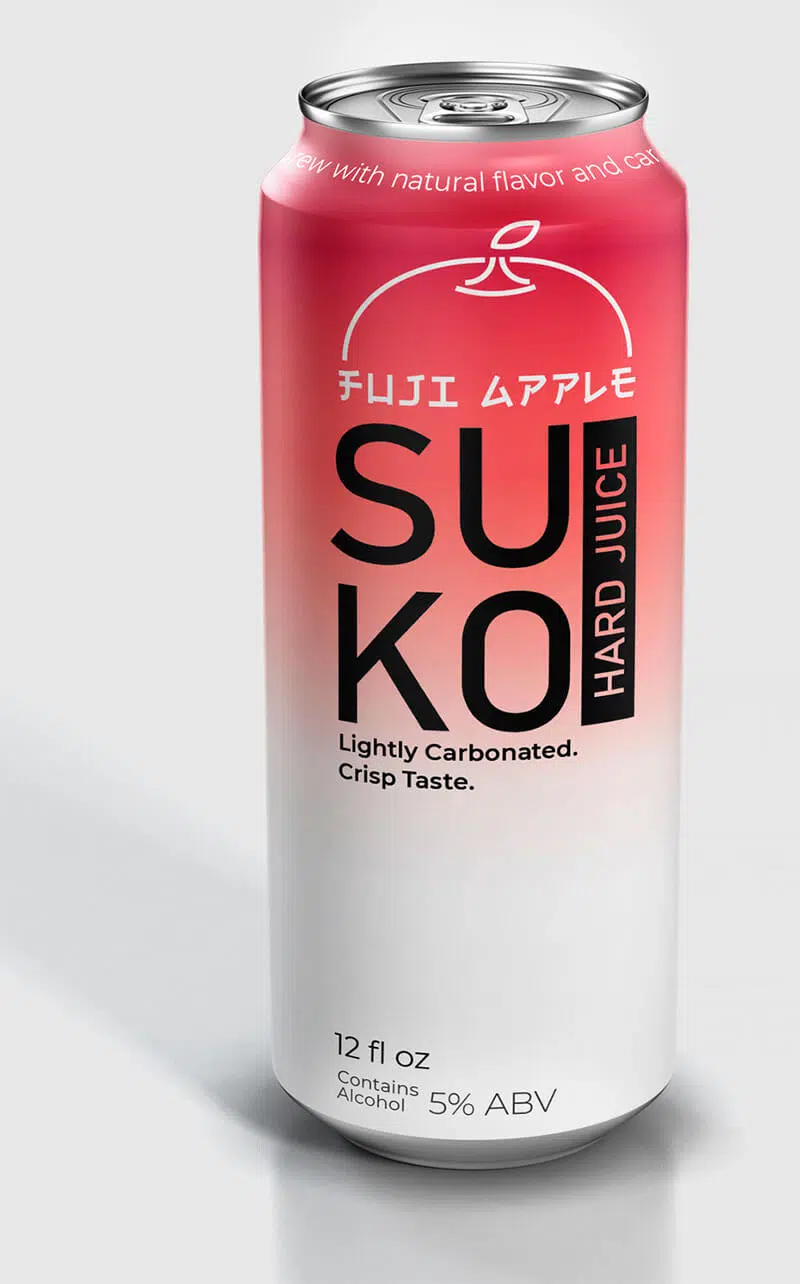 with natural flavor and
FUJI APPLE
SU
KO
HARD JUICE
Lightly Carbonated.
Crisp Taste.
12 fl oz
Contains
Alcohol
5% ABV